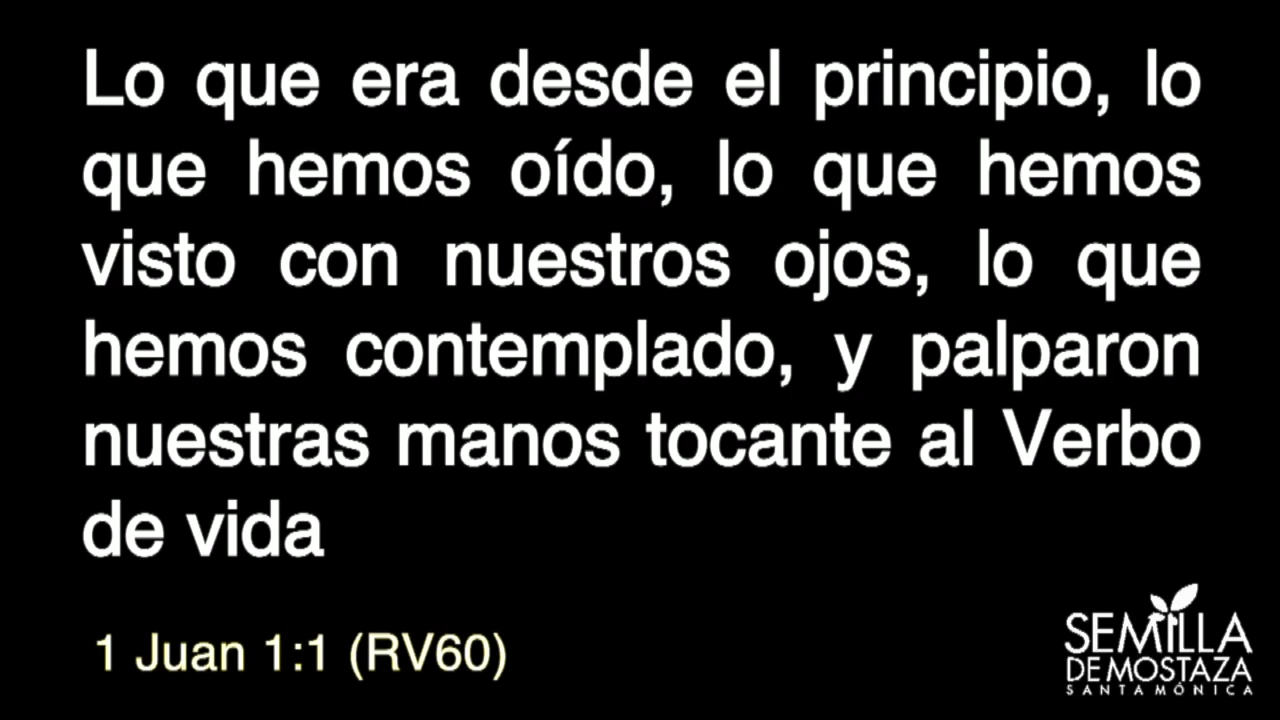 Lo que era desde el principio, lo
que hemos oído, lo que hemos
visto con nuestros ojos, lo que
hemos contemplado, y palparon
nuestras manos tocante al Verbo
de vida
1 Juan 1:1 (RV60)
SEMILLA
DE MOSTAZA
SANTA MÓNICA